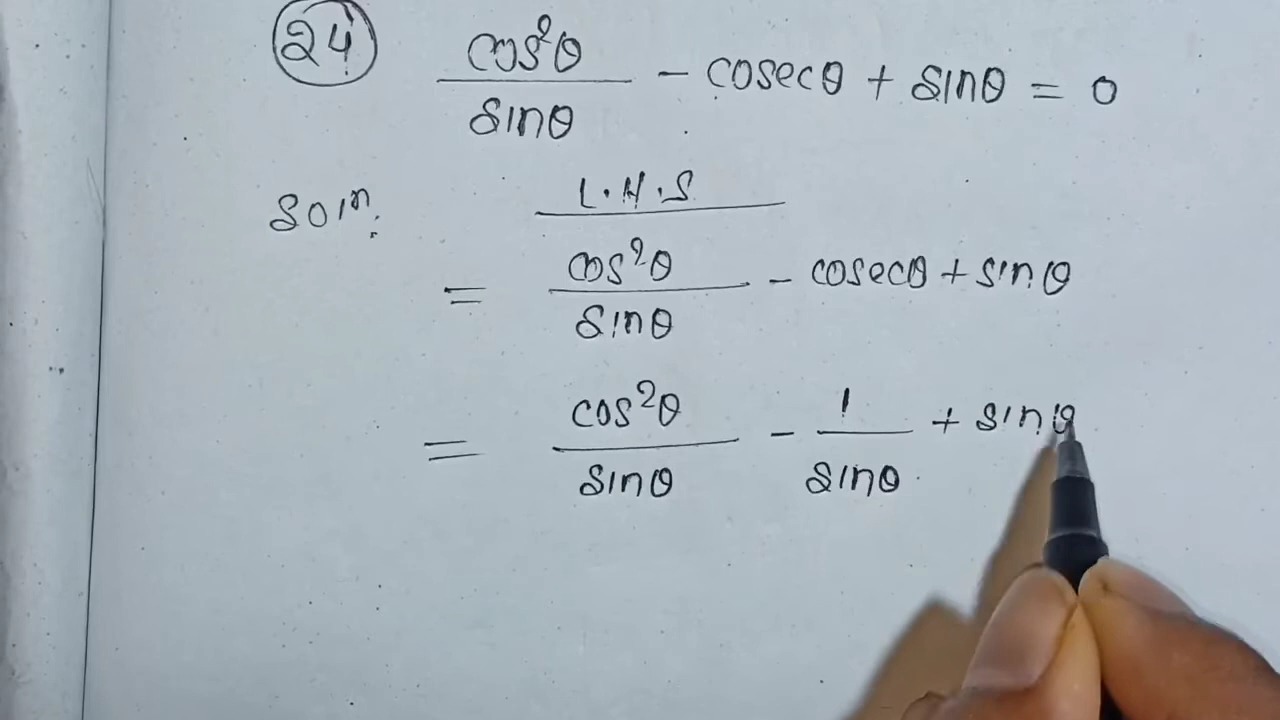 24 cos²θ/sinθ - cosecθ + sinθ = 0
Solⁿ: L.H.S
= cos²θ/sinθ - cosecθ + sinθ
= cos²θ/sinθ - 1/sinθ + sinθ